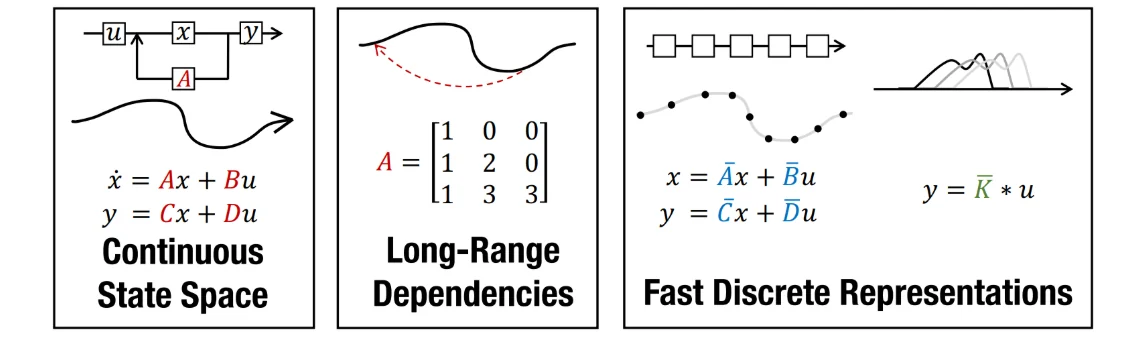 u x y
A
ẋ = Ax + Bu
y = Cx + Du
Continuous
State Space
A = [1 0 0
1 2 0
1 3 3]
Long-Range
Dependencies
x = A̅x + B̅u
y = C̅x + D̅u
y = K̅ * u
Fast Discrete Representations